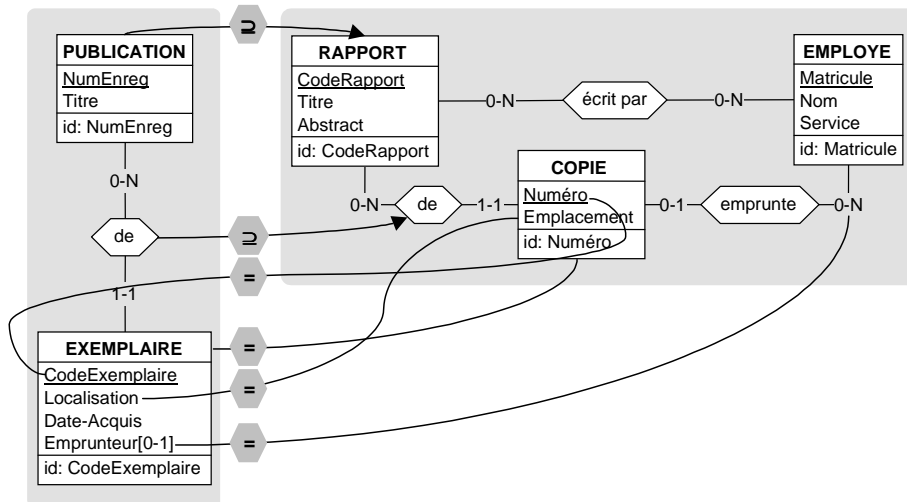 PUBLICATION
NumEnreg
Titre
id: NumEnreg
0-N
de
1-1
EXEMPLAIRE
CodeExemplaire
Localisation
Date-Acquis
Emprunteur[0-1]
id: CodeExemplaire
⊇
⊇
=
=
=
=
RAPPORT
CodeRapport
Titre
Abstract
id: CodeRapport
0-N
écrit par
0-N
EMPLOYE
Matricule
Nom
Service
id: Matricule
0-N
de
1-1
COPIE
Numéro
Emplacement
id: Numéro
0-1
emprunte
0-N